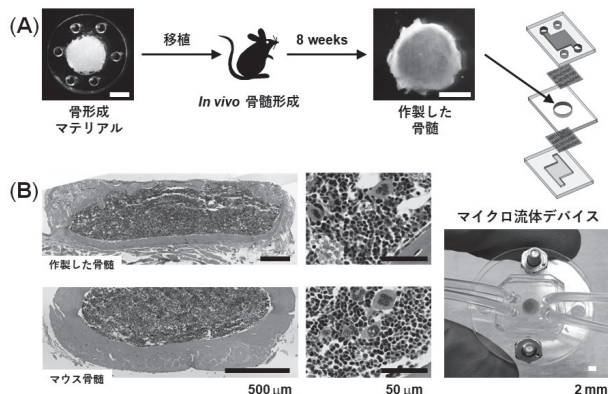 (A)
移植
8 weeks
In vivo 骨髄形成
骨形成
マテリアル
作製した
骨髄
(B)
マイクロ流体デバイス
作製した骨髄
マウス骨髄
500 μm
50 μm
2 mm